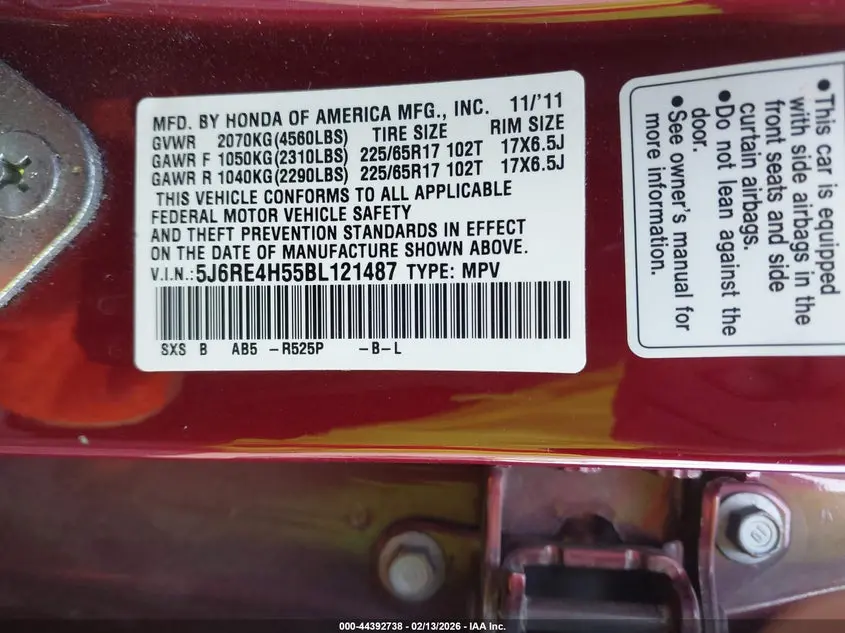 MFD. BY HONDA OF AMERICA MFG., INC. 11/'11
GVWR 2070KG(4560LBS) TIRE SIZE RIM SIZE
GAWR F 1050KG(2310LBS) 225/65R17 102T 17X6.5J
GAWR R 1040KG(2290LBS) 225/65R17 102T 17X6.5J
THIS VEHICLE CONFORMS TO ALL APPLICABLE
FEDERAL MOTOR VEHICLE SAFETY
AND THEFT PREVENTION STANDARDS IN EFFECT
ON THE DATE OF MANUFACTURE SHOWN ABOVE.
V.I.N.: 5J6RE4H55BL121487 TYPE: MPV
SXS B AB5 -R525P -B-L
•This car is equipped
with side airbags in the
front seats and side
curtain airbags.
•Do not lean against the
door.
•See owner's manual for
more information.
000-44392738 - 02/13/2026 - IAA Inc.